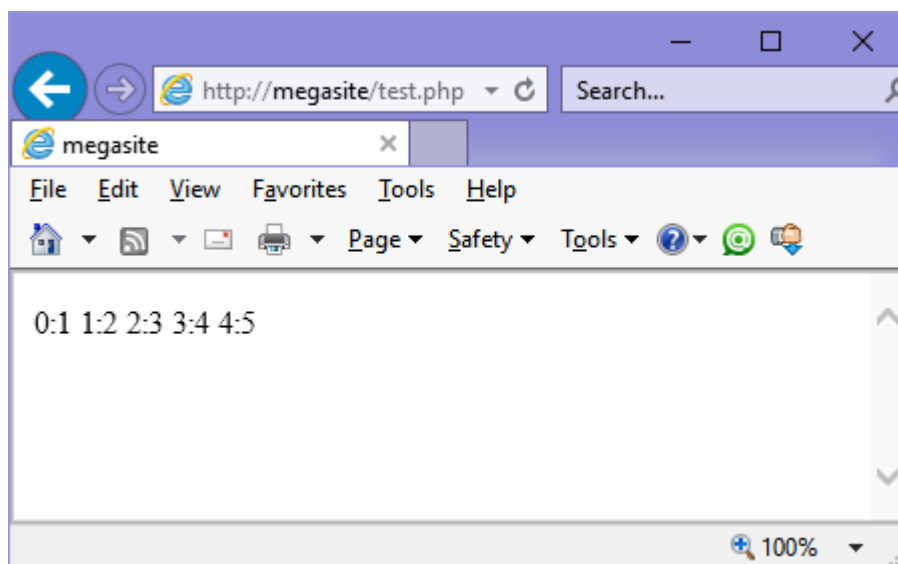 http://megasite/test.php Search...
megasite
File Edit View Favorites Tools Help
Page Safety Tools
0:1 1:2 2:3 3:4 4:5
100%